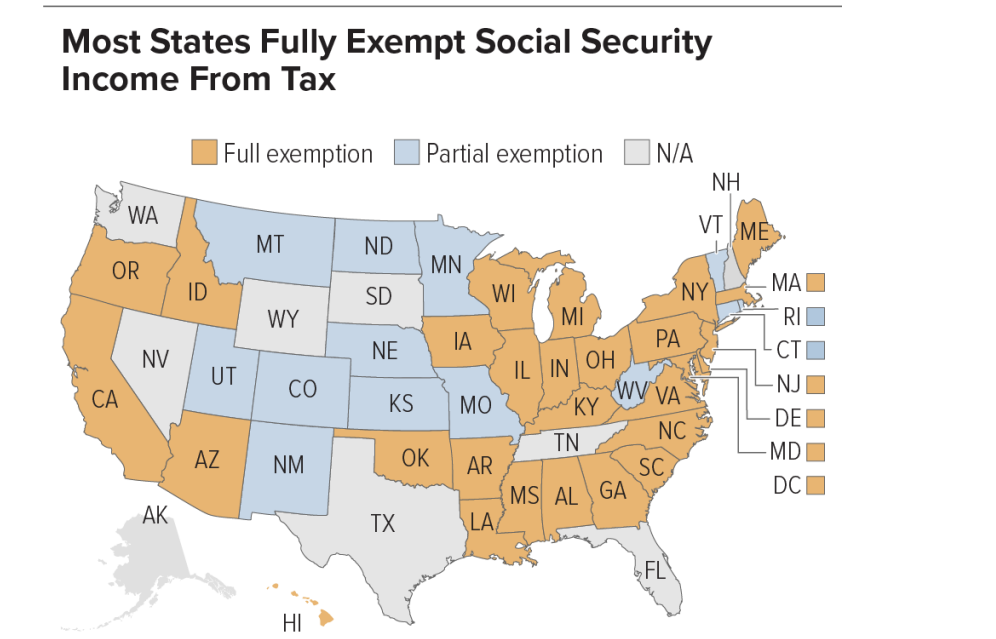 Most States Fully Exempt Social Security
Income From Tax
Full exemption
Partial exemption
N/A
NH
WA
VT
ME
MT
ND
MN
OR
ID
SD
WI
NY
MA
WY
MI
RI
IA
PA
NE
CT
NV
IL
IN
OH
UT
CO
NJ
WV
VA
CA
KS
MO
KY
DE
NC
TN
MD
AZ
NM
OK
AR
SC
DC
MS
AL
GA
AK
TX
LA
FL
HI